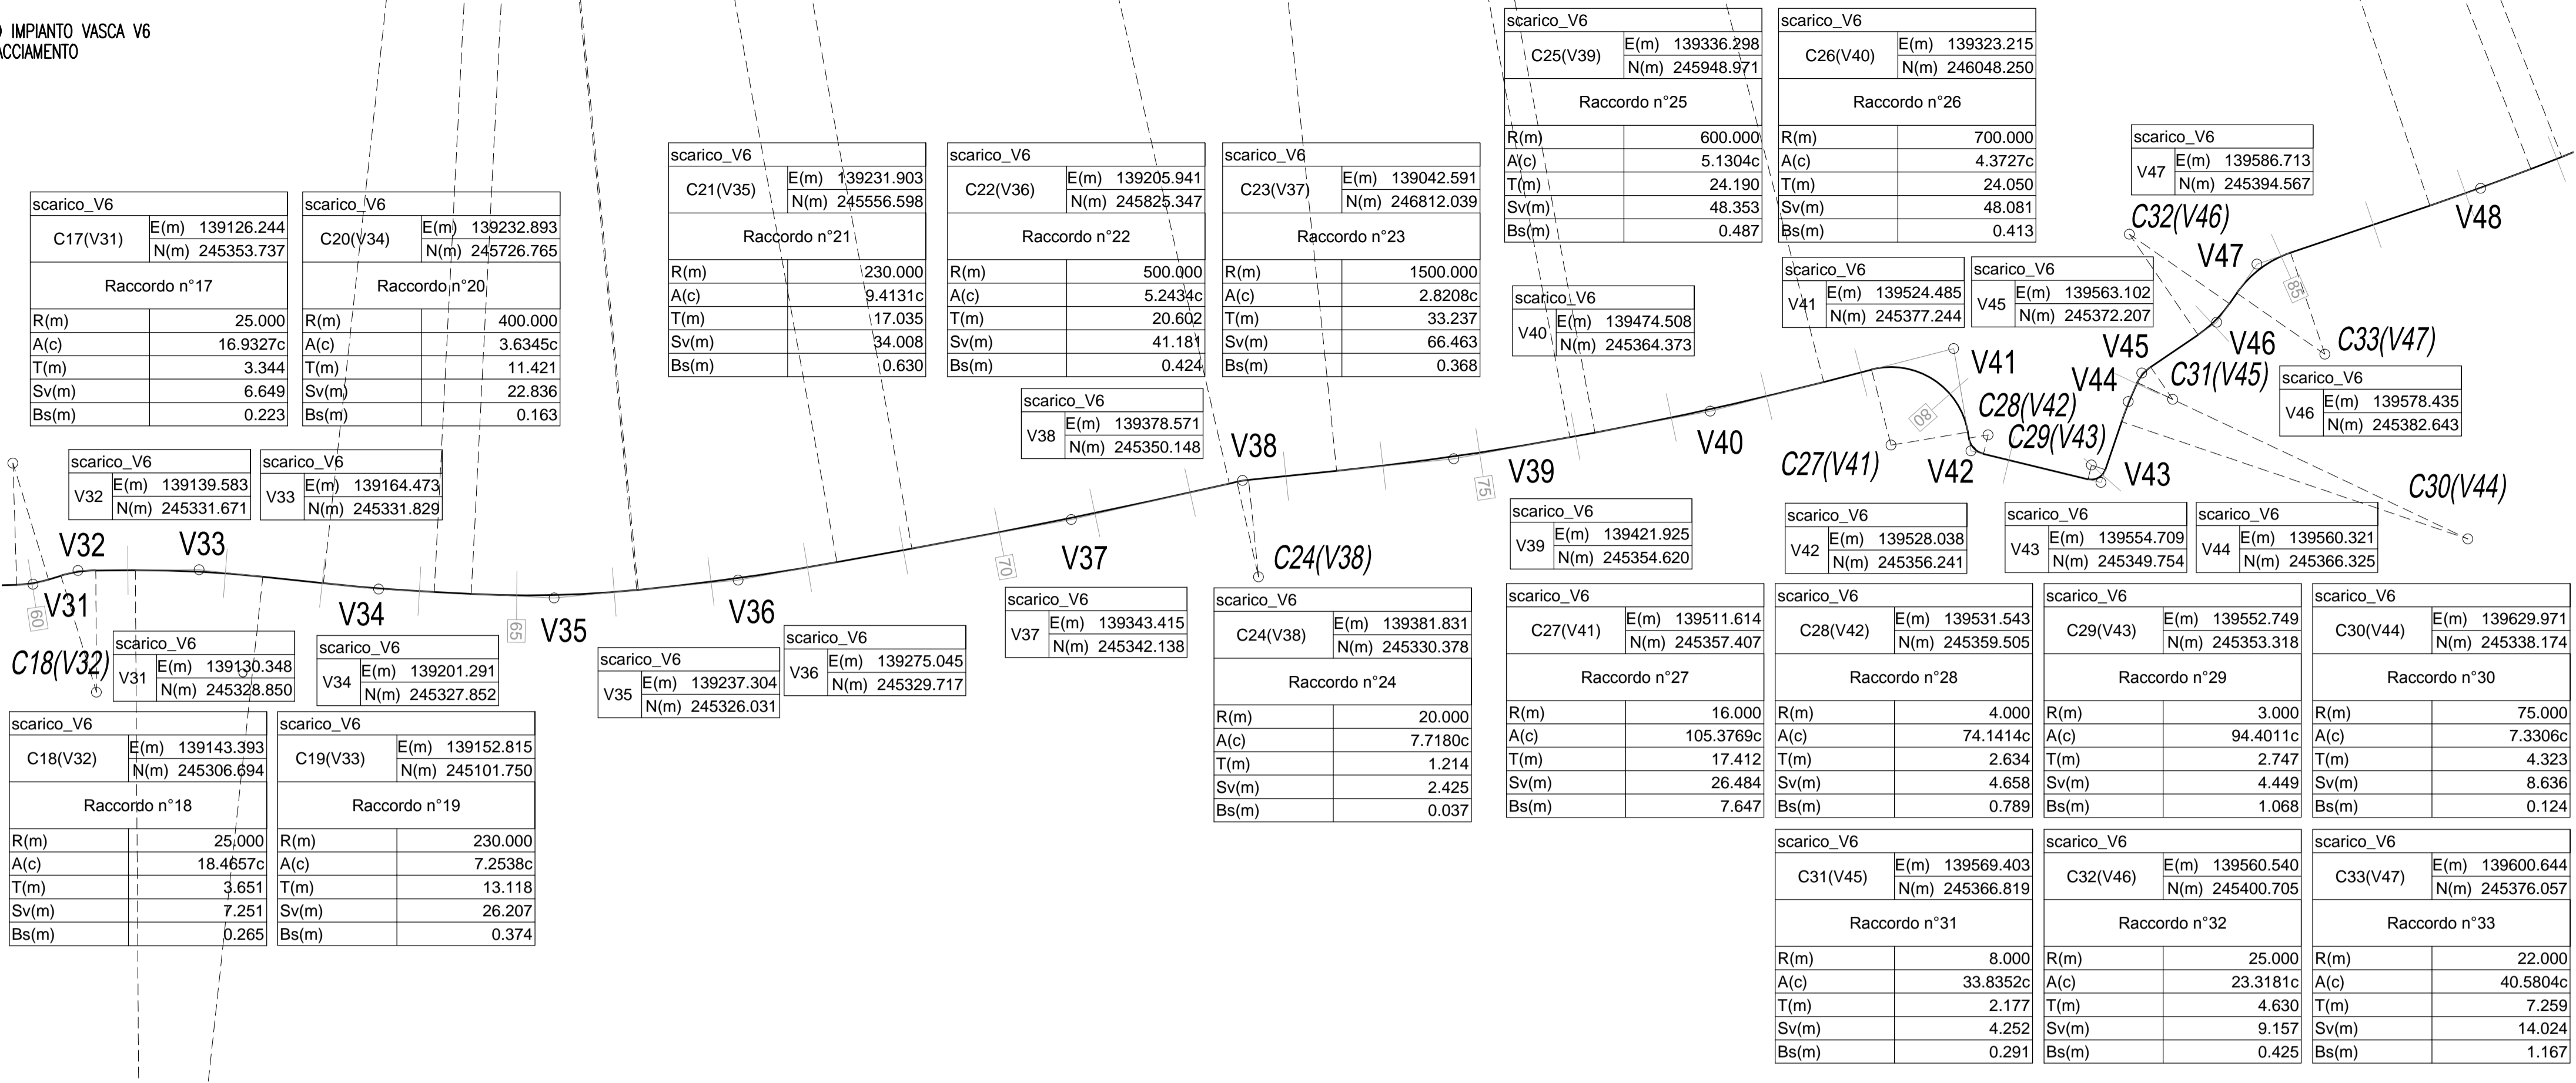 IMPIANTO VASCA V6
scarico_V6
C17(V31)
E(m) 139126.244
N(m) 245353.737
Raccordo n°17
R(m) 25.000
A(c) 16.9327c
T(m) 3.344
Sv(m) 6.649
Bs(m) 0.223
scarico_V6
C20(V34)
E(m) 139232.893
N(m) 245726.765
Raccordo n°20
R(m) 400.000
A(c) 3.6345c
T(m) 11.421
Sv(m) 22.836
Bs(m) 0.163
scarico_V6
C21(V35)
E(m) 139231.903
N(m) 245556.598
Raccordo n°21
R(m) 230.000
A(c) 9.4131c
T(m) 17.035
Sv(m) 34.008
Bs(m) 0.630
scarico_V6
C22(V36)
E(m) 139205.941
N(m) 245825.347
Raccordo n°22
R(m) 500.000
A(c) 5.2434c
T(m) 20.602
Sv(m) 41.181
Bs(m) 0.424
scarico_V6
C23(V37)
E(m) 139042.591
N(m) 246812.039
Raccordo n°23
R(m) 1500.000
A(c) 2.8208c
T(m) 33.237
Sv(m) 66.463
Bs(m) 0.368
scarico_V6
C25(V39)
E(m) 139336.298
N(m) 245948.971
Raccordo n°25
R(m) 600.000
A(c) 5.1304c
T(m) 24.190
Sv(m) 48.353
Bs(m) 0.487
scarico_V6
C26(V40)
E(m) 139323.215
N(m) 246048.250
Raccordo n°26
R(m) 700.000
A(c) 4.3727c
T(m) 24.050
Sv(m) 48.081
Bs(m) 0.413
scarico_V6
V47
E(m) 139586.713
N(m) 245394.567
C32(V46)
V47
V48
85
scarico_V6
V41
E(m) 139524.485
N(m) 245377.244
scarico_V6
V45
E(m) 139563.102
N(m) 245372.207
scarico_V6
V40
E(m) 139474.508
N(m) 245364.373
scarico_V6
V38
E(m) 139378.571
N(m) 245350.148
V45
V46
C33(V47)
V41
V44
C31(V45)
scarico_V6
V46
E(m) 139578.435
N(m) 245382.643
80
C28(V42)
C29(V43)
V38
V40
V39
75
C27(V41)
V42
V43
C30(V44)
scarico_V6
V32
E(m) 139139.583
N(m) 245331.671
scarico_V6
V33
E(m) 139164.473
N(m) 245331.829
scarico_V6
V39
E(m) 139421.925
N(m) 245354.620
scarico_V6
V42
E(m) 139528.038
N(m) 245356.241
scarico_V6
V43
E(m) 139554.709
N(m) 245349.754
scarico_V6
V44
E(m) 139560.321
N(m) 245366.325
V32
V33
V31
60
V34
65
V35
V36
70
V37
C24(V38)
C18(V32)
scarico_V6
V31
E(m) 139130.348
N(m) 245328.850
scarico_V6
V34
E(m) 139201.291
N(m) 245327.852
scarico_V6
V35
E(m) 139237.304
N(m) 245326.031
scarico_V6
V36
E(m) 139275.045
N(m) 245329.717
scarico_V6
V37
E(m) 139343.415
N(m) 245342.138
scarico_V6
C24(V38)
E(m) 139381.831
N(m) 245330.378
Raccordo n°24
R(m) 20.000
A(c) 7.7180c
T(m) 1.214
Sv(m) 2.425
Bs(m) 0.037
scarico_V6
C27(V41)
E(m) 139511.614
N(m) 245357.407
Raccordo n°27
R(m) 16.000
A(c) 105.3769c
T(m) 17.412
Sv(m) 26.484
Bs(m) 7.647
scarico_V6
C28(V42)
E(m) 139531.543
N(m) 245359.505
Raccordo n°28
R(m) 4.000
A(c) 74.1414c
T(m) 2.634
Sv(m) 4.658
Bs(m) 0.789
scarico_V6
C29(V43)
E(m) 139552.749
N(m) 245353.318
Raccordo n°29
R(m) 3.000
A(c) 94.4011c
T(m) 2.747
Sv(m) 4.449
Bs(m) 1.068
scarico_V6
C30(V44)
E(m) 139629.971
N(m) 245338.174
Raccordo n°30
R(m) 75.000
A(c) 7.3306c
T(m) 4.323
Sv(m) 8.636
Bs(m) 0.124
scarico_V6
C18(V32)
E(m) 139143.393
N(m) 245306.694
Raccordo n°18
R(m) 25.000
A(c) 18.4657c
T(m) 3.651
Sv(m) 7.251
Bs(m) 0.265
scarico_V6
C19(V33)
E(m) 139152.815
N(m) 245101.750
Raccordo n°19
R(m) 230.000
A(c) 7.2538c
T(m) 13.118
Sv(m) 26.207
Bs(m) 0.374
scarico_V6
C31(V45)
E(m) 139569.403
N(m) 245366.819
Raccordo n°31
R(m) 8.000
A(c) 33.8352c
T(m) 2.177
Sv(m) 4.252
Bs(m) 0.291
scarico_V6
C32(V46)
E(m) 139560.540
N(m) 245400.705
Raccordo n°32
R(m) 25.000
A(c) 23.3181c
T(m) 4.630
Sv(m) 9.157
Bs(m) 0.425
scarico_V6
C33(V47)
E(m) 139600.644
N(m) 245376.057
Raccordo n°33
R(m) 22.000
A(c) 40.5804c
T(m) 7.259
Sv(m) 14.024
Bs(m) 1.167